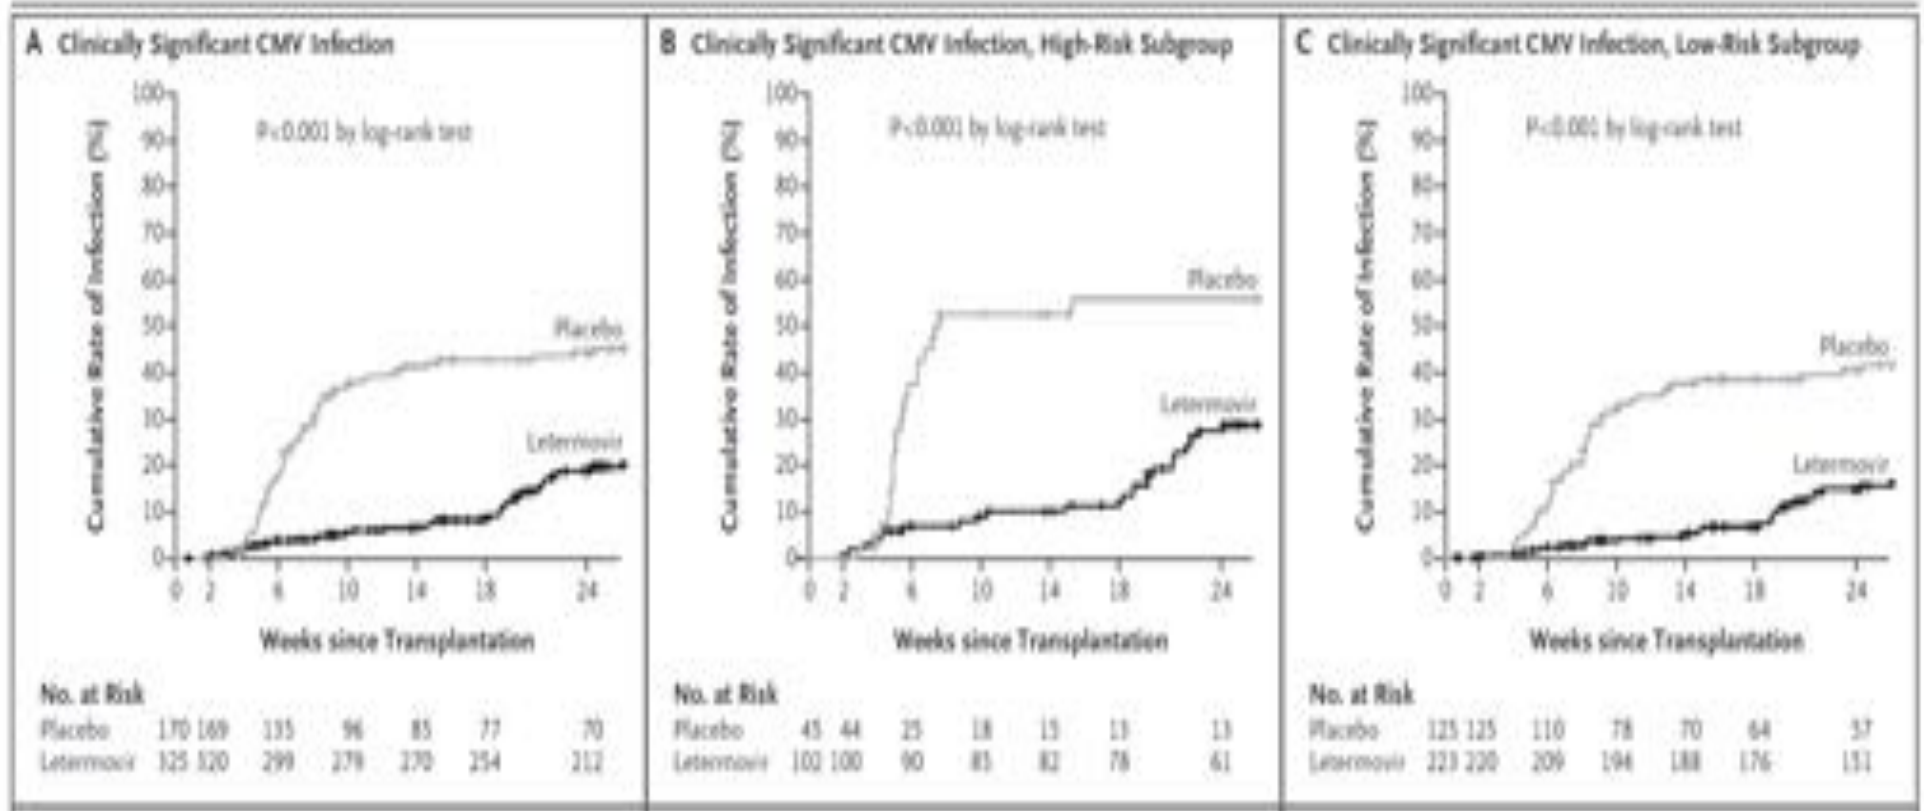 A Clinically Significant CMV Infection
P<0.001 by log-rank test
Cumulative Rate of Infection (%)
100
90
80
70
60
50
40
30
20
10
0
Placebo
Letermovir
0 2 6 10 14 18 24
Weeks since Transplantation
No. at Risk
Placebo 170 169 135 96 85 77 70
Letermovir 325 320 299 279 270 254 212
B Clinically Significant CMV Infection, High-Risk Subgroup
P<0.001 by log-rank test
Cumulative Rate of Infection (%)
100
90
80
70
60
50
40
30
20
10
0
Placebo
Letermovir
0 2 6 10 14 18 24
Weeks since Transplantation
No. at Risk
Placebo 45 44 25 18 15 13 13
Letermovir 102 100 90 85 82 78 61
C Clinically Significant CMV Infection, Low-Risk Subgroup
P<0.001 by log-rank test
Cumulative Rate of Infection (%)
100
90
80
70
60
50
40
30
20
10
0
Placebo
Letermovir
0 2 6 10 14 18 24
Weeks since Transplantation
No. at Risk
Placebo 125 125 110 78 70 64 57
Letermovir 223 220 209 194 188 176 151